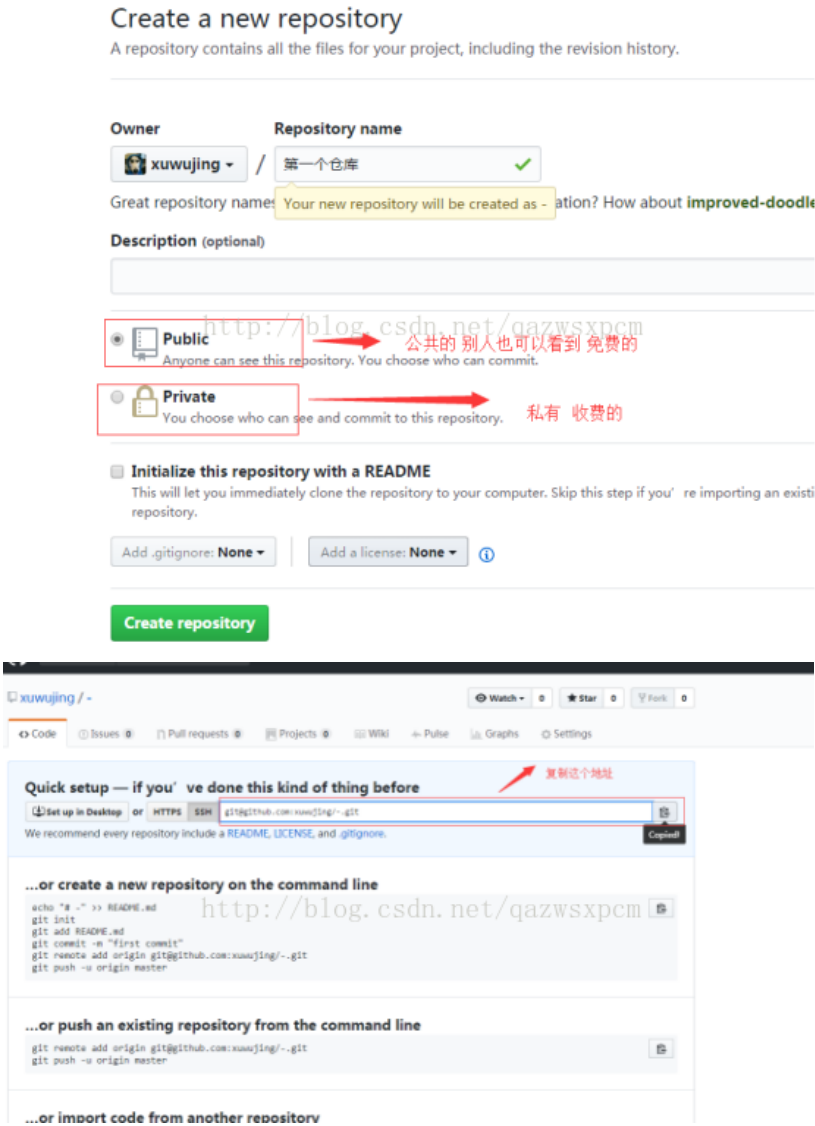 Create a new repository
A repository contains all the files for your project, including the revision history.
Owner
Repository name
xuwujing
/
第一个仓库
Great repository names
Your new repository will be created as -
ation? How about improved-doodle
Description (optional)
http://blog.csdn.net/qazwsxpcm
Public
Anyone can see this repository. You choose who can commit.
公共的 别人也可以看到 免费的
Private
You choose who can see and commit to this repository.
私有 收费的
Initialize this repository with a README
This will let you immediately clone the repository to your computer. Skip this step if you're importing an existi
repository.
Add .gitignore: None
Add a license: None
Create repository
xuwujing / -
Watch 0 Star 0 Fork 0
Code Issues 0 Pull requests 0 Projects 0 Wiki Pulse Graphs Settings
复制这个地址
Quick setup — if you've done this kind of thing before
Set up in Desktop or HTTPS SSH git@github.com:xuwujing/-.git
We recommend every repository include a README, LICENSE, and .gitignore.
Copied!
...or create a new repository on the command line
http://blog.csdn.net/qazwsxpcm
echo "# -" >> README.md
git init
git add README.md
git commit -m "first commit"
git remote add origin git@github.com:xuwujing/-.git
git push -u origin master
...or push an existing repository from the command line
git remote add origin git@github.com:xuwujing/-.git
git push -u origin master
...or import code from another repository